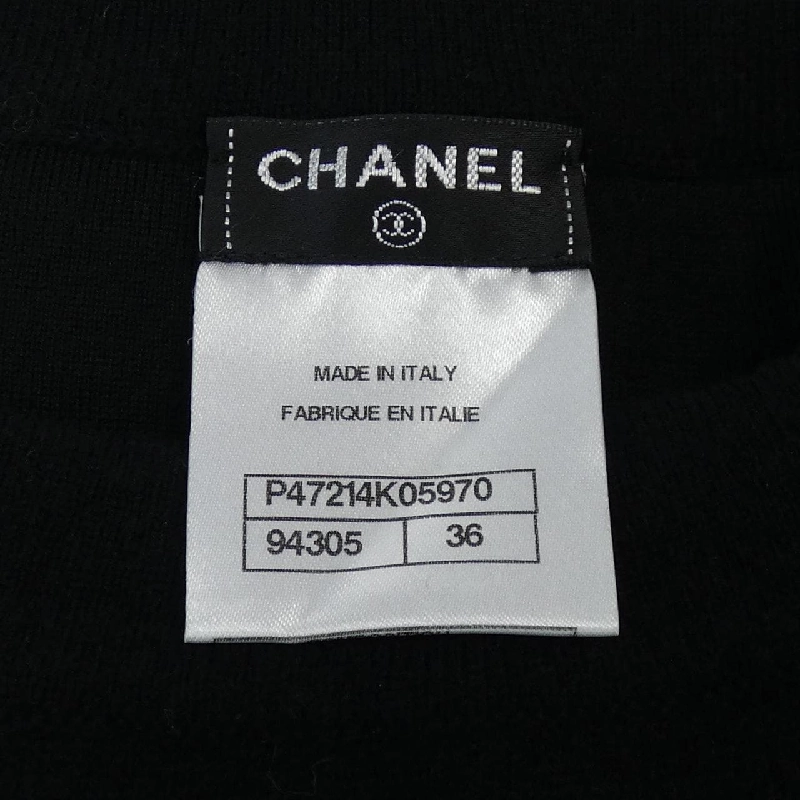 CHANEL
MADE IN ITALY
FABRIQUE EN ITALIE
P47214K05970
94305 36